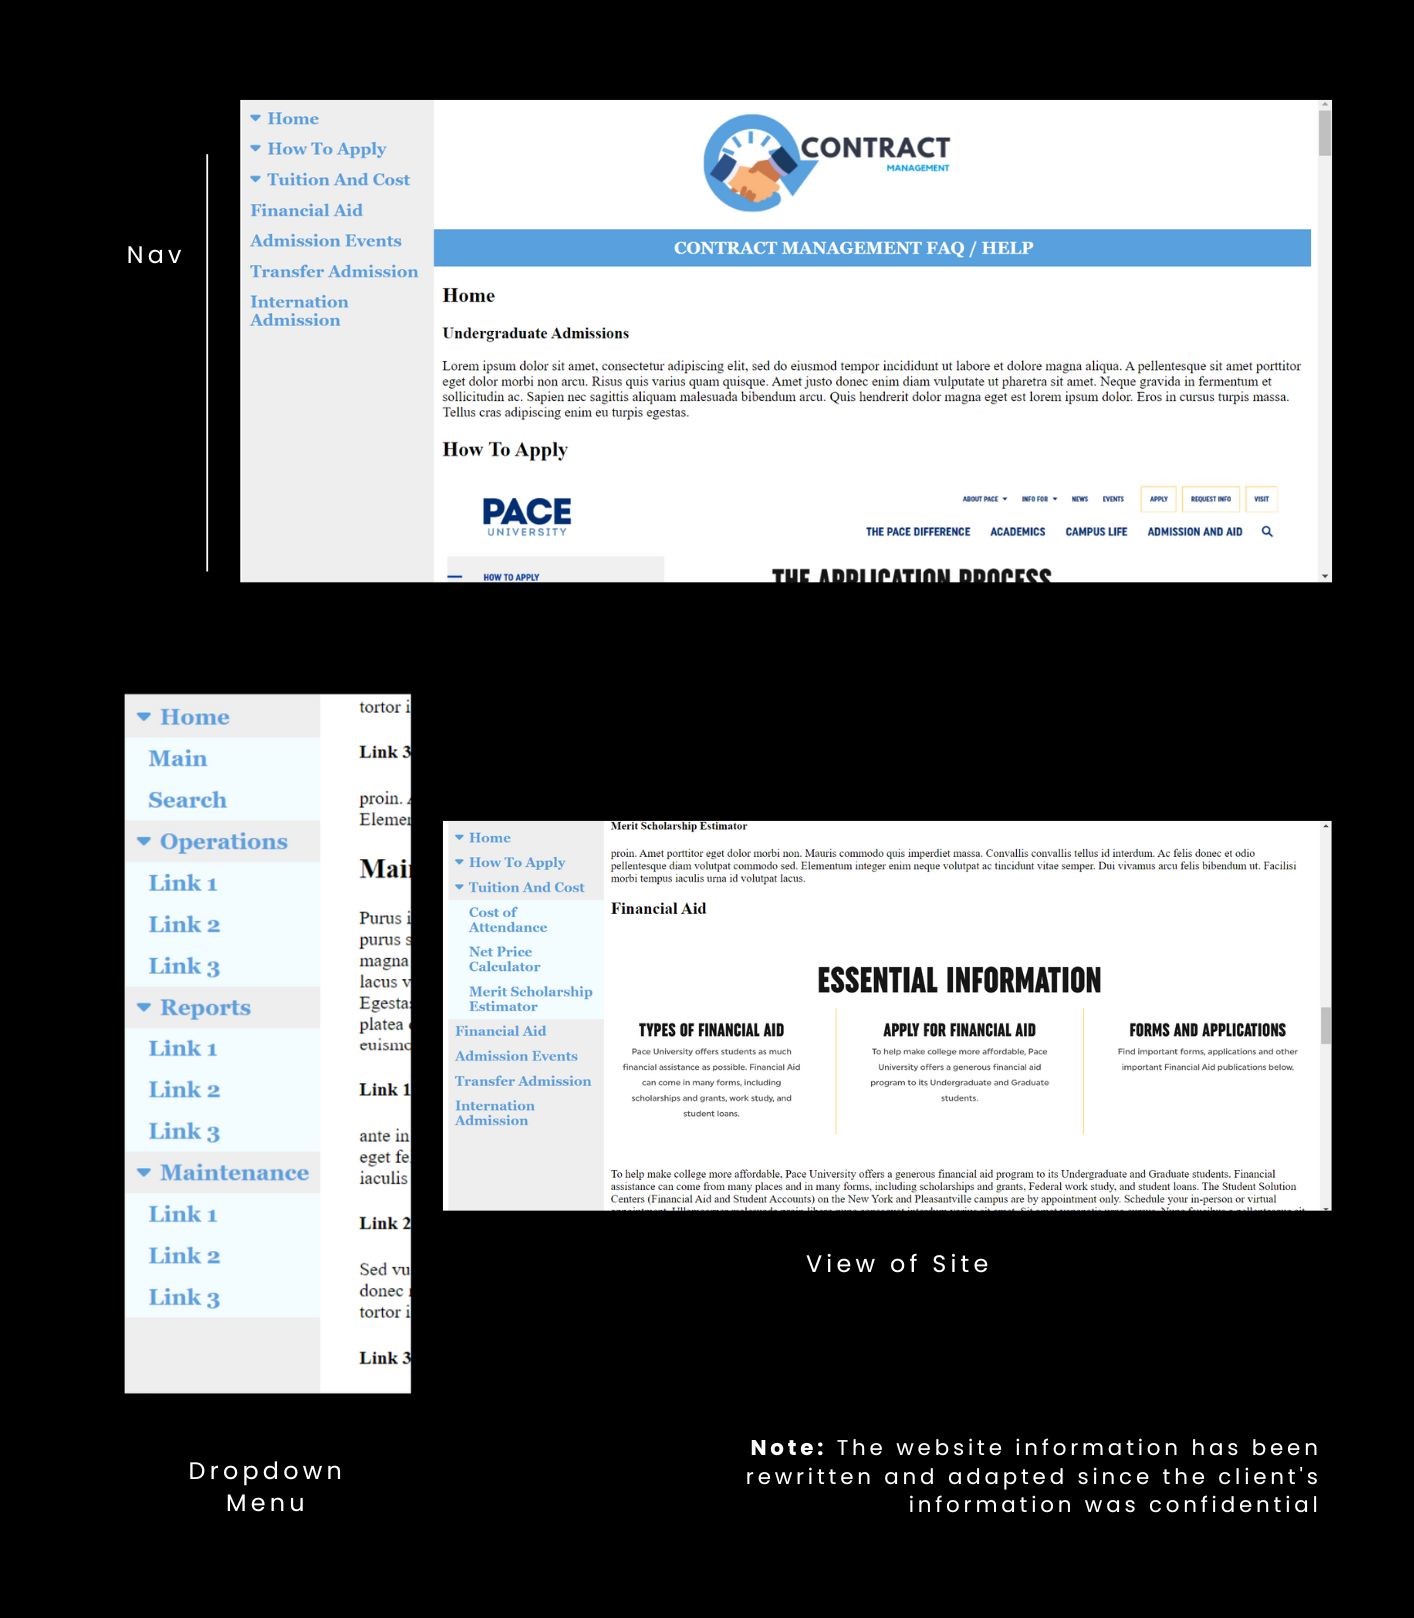 Nav
Home
How To Apply
Tuition And Cost
Financial Aid
Admission Events
Transfer Admission
Internation
Admission
CONTRACT
MANAGEMENT
CONTRACT MANAGEMENT FAQ / HELP
Home
Undergraduate Admissions
Lorem ipsum dolor sit amet, consectetur adipiscing elit, sed do eiusmod tempor incididunt ut labore et dolore magna aliqua. A pellentesque sit amet porttitor
eget dolor morbi non arcu. Risus quis varius quam quisque. Amet justo donec enim diam vulputate ut pharetra sit amet. Neque gravida in fermentum et
sollicitudin ac. Sapien nec sagittis aliquam malesuada bibendum arcu. Quis hendrerit dolor magna eget est lorem ipsum dolor. Eros in cursus turpis massa.
Tellus cras adipiscing enim eu turpis egestas.
How To Apply
PACE
UNIVERSITY
ABOUT PACE INFO FOR NEWS EVENTS APPLY REQUEST INFO VISIT
THE PACE DIFFERENCE ACADEMICS CAMPUS LIFE ADMISSION AND AID
HOW TO APPLY
THE APPLICATION PROCESS
Home
Main
Search
Operations
Link 1
Link 2
Link 3
Reports
Link 1
Link 2
Link 3
Maintenance
Link 1
Link 2
Link 3
tortor i
Link 3
proin.
Elemen
Mai
Purus i
purus s
magna
lacus v
Egestas
platea
euismo
Link 1
ante in
eget fe
iaculis
Link 2
Sed vu
donec
tortor i
Link 3
Dropdown
Menu
Home
How To Apply
Tuition And Cost
Cost of
Attendance
Net Price
Calculator
Merit Scholarship
Estimator
Financial Aid
Admission Events
Transfer Admission
Internation
Admission
Merit Scholarship Estimator
proin. Amet porttitor eget dolor morbi non. Mauris commodo quis imperdiet massa. Convallis convallis tellus id interdum. Ac felis donec et odio
pellentesque diam volutpat commodo sed. Elementum integer enim neque volutpat ac tincidunt vitae semper. Dui vivamus arcu felis bibendum ut. Facilisi
morbi tempus iaculis urna id volutpat lacus.
Financial Aid
ESSENTIAL INFORMATION
TYPES OF FINANCIAL AID
Pace University offers students as much
financial assistance as possible. Financial Aid
can come in many forms, including
scholarships and grants, work study, and
student loans.
APPLY FOR FINANCIAL AID
To help make college more affordable, Pace
University offers a generous financial aid
program to its Undergraduate and Graduate
students.
FORMS AND APPLICATIONS
Find important forms, applications and other
important Financial Aid publications below.
To help make college more affordable, Pace University offers a generous financial aid program to its Undergraduate and Graduate students. Financial
assistance can come from many places and in many forms, including scholarships and grants, Federal work study, and student loans. The Student Solution
Centers (Financial Aid and Student Accounts) on the New York and Pleasantville campus are by appointment only. Schedule your in-person or virtual
View of Site
Note: The website information has been
rewritten and adapted since the client's
information was confidential